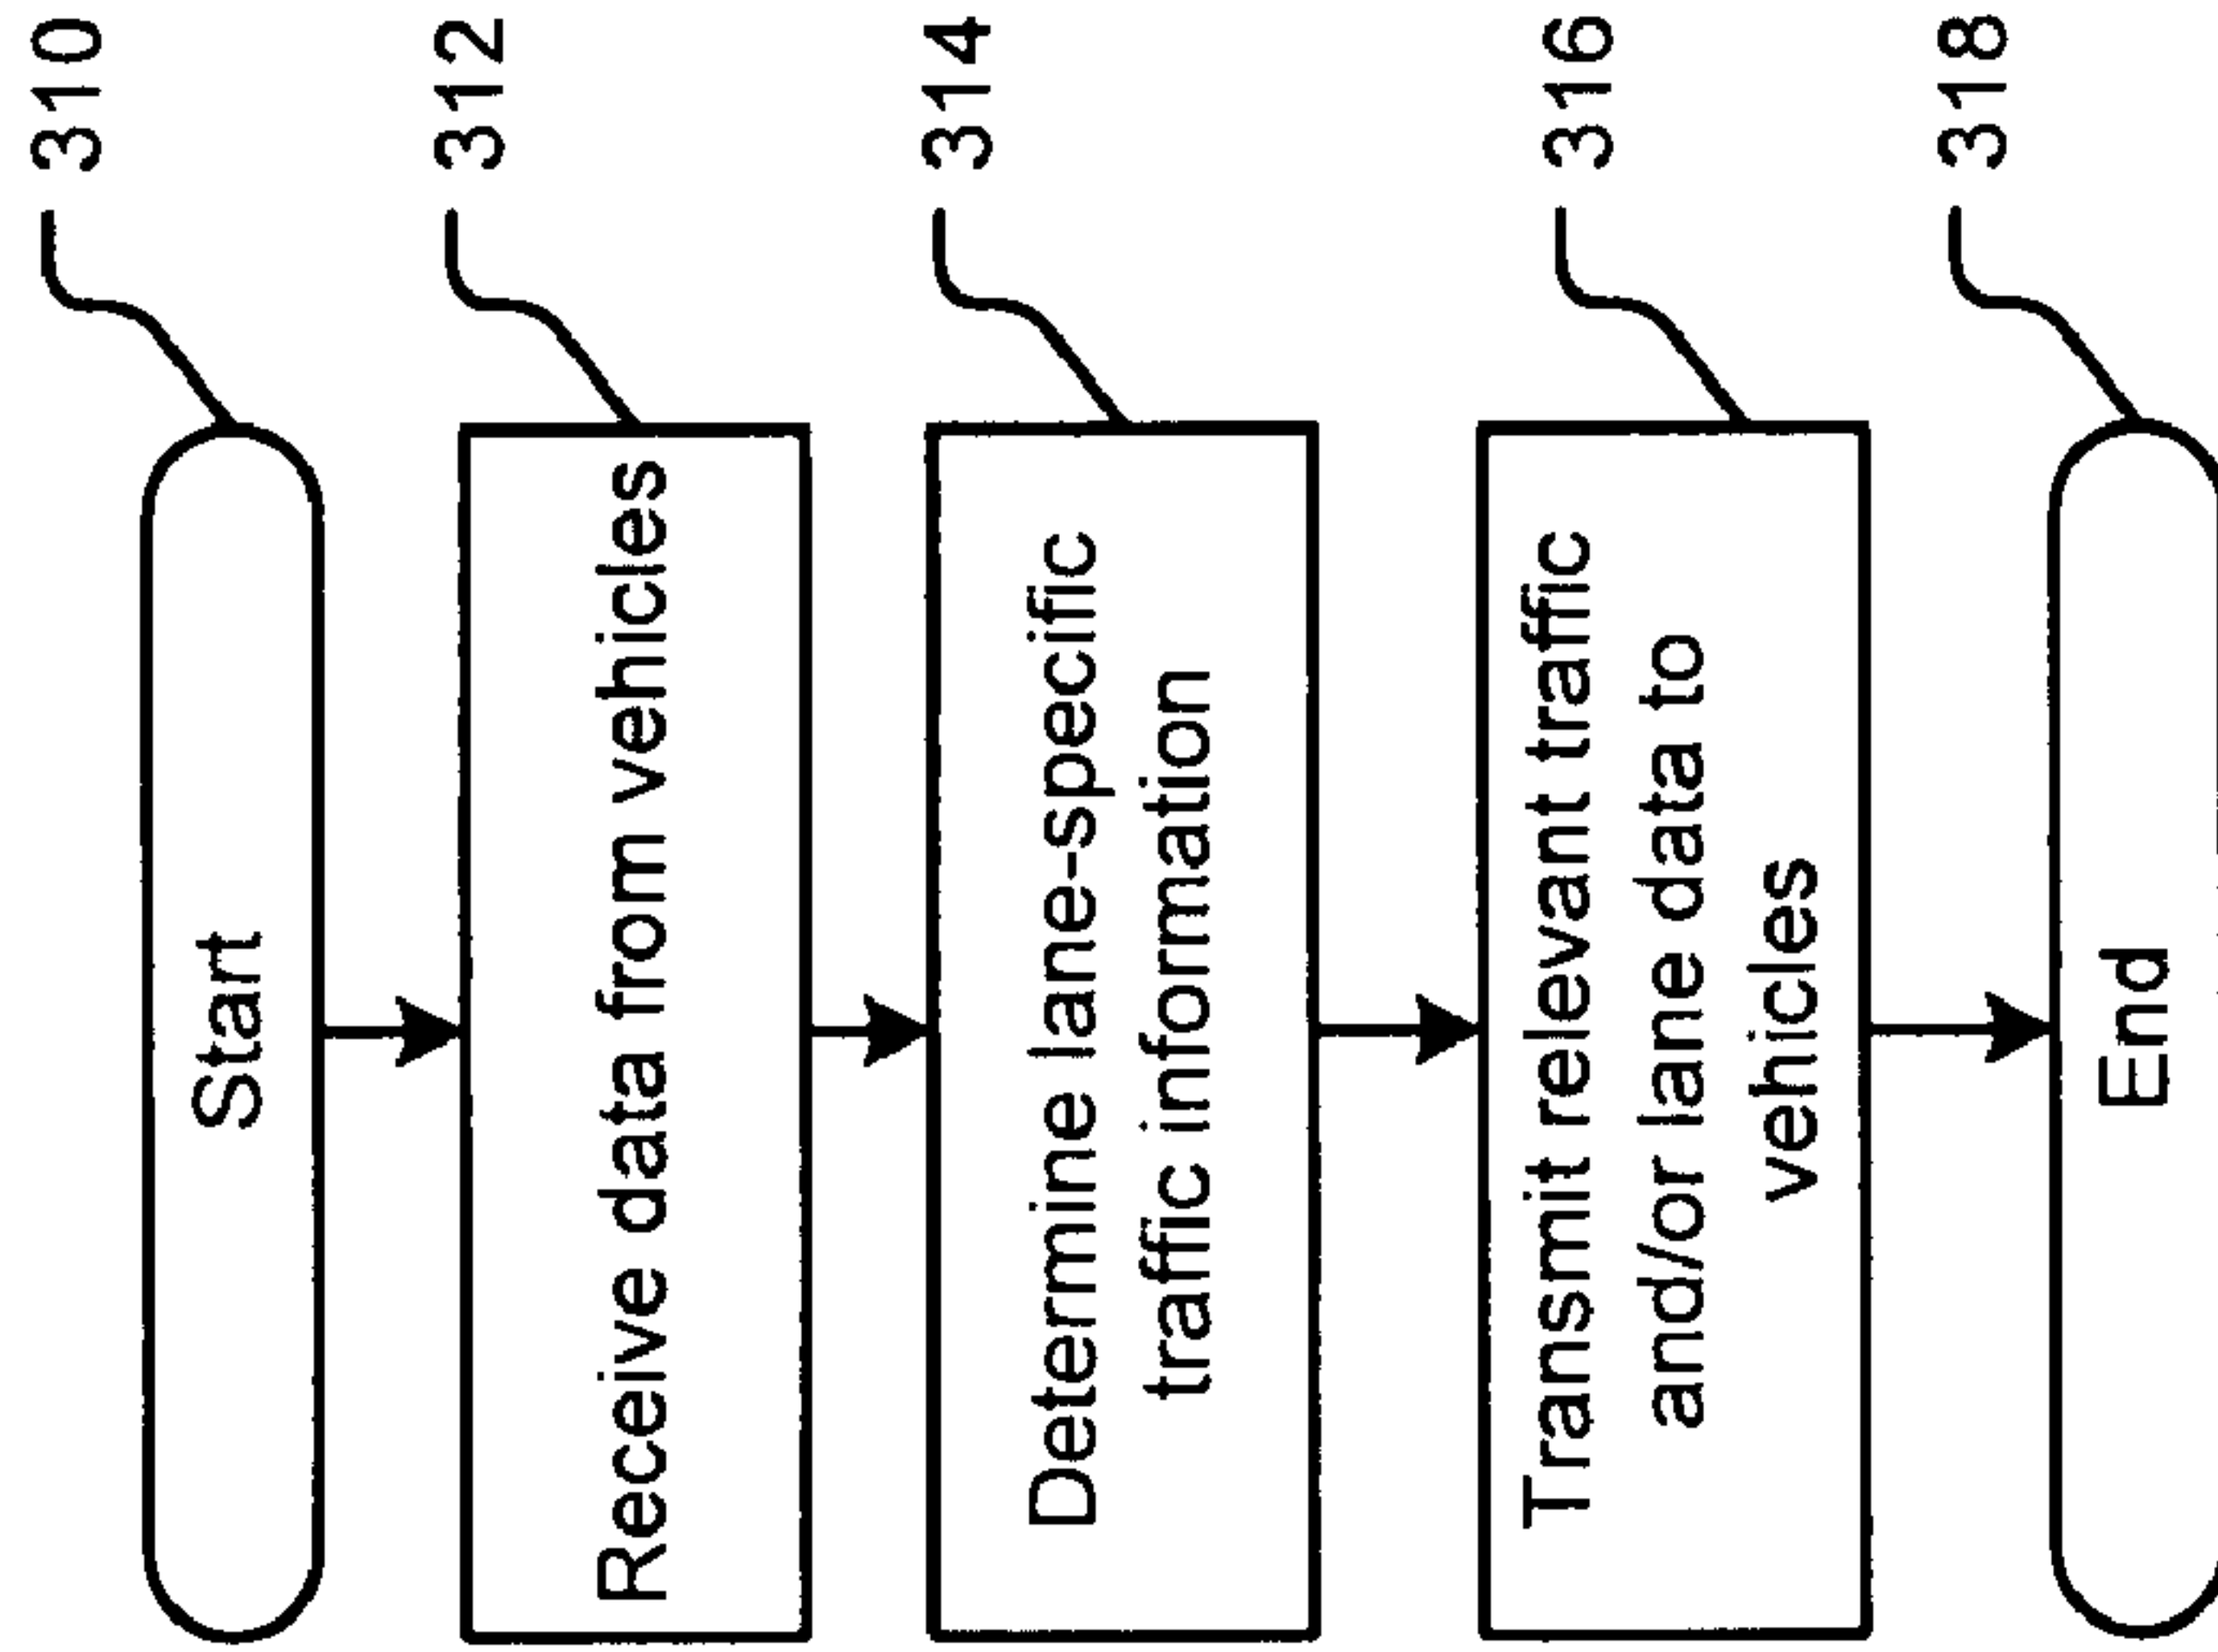 Start
310
Receive data from vehicles
312
Determine lane-specific
traffic information
314
Transmit relevant traffic
and/or lane data to
vehicles
316
End
318